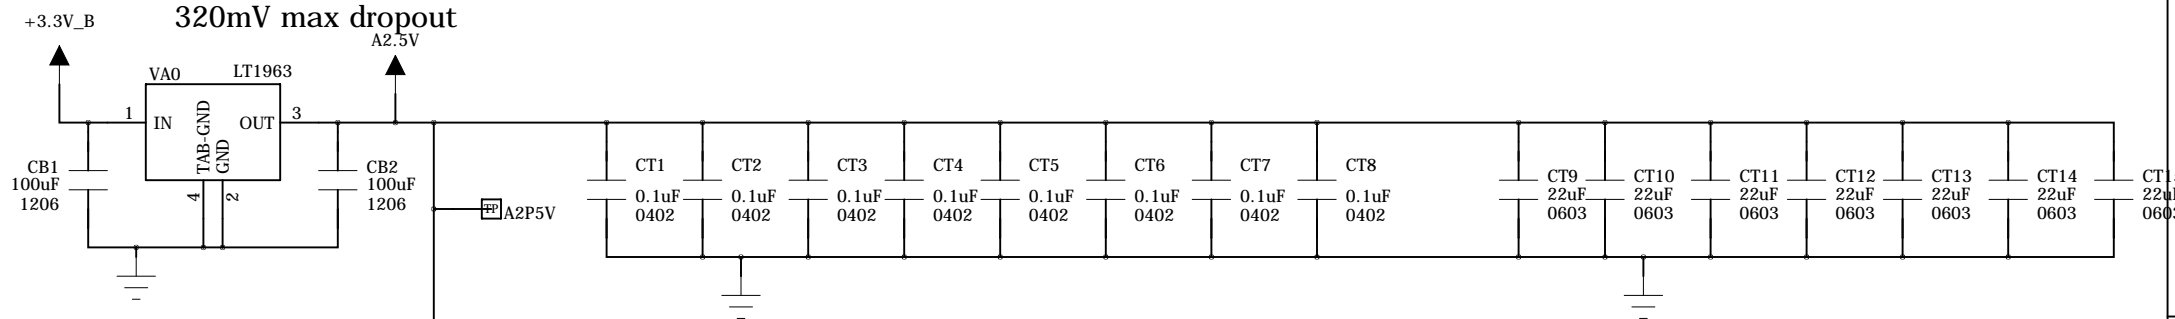 320mV max dropout
+3.3V_B
A2.5V
VA0
LT1963
1
IN
TAB-GND
GND
OUT
3
4
2
CB1
100uF
1206
CB2
100uF
1206
TP
A2P5V
CT1
0.1uF
0402
CT2
0.1uF
0402
CT3
0.1uF
0402
CT4
0.1uF
0402
CT5
0.1uF
0402
CT6
0.1uF
0402
CT7
0.1uF
0402
CT8
0.1uF
0402
CT9
22uF
0603
CT10
22uF
0603
CT11
22uF
0603
CT12
22uF
0603
CT13
22uF
0603
CT14
22uF
0603